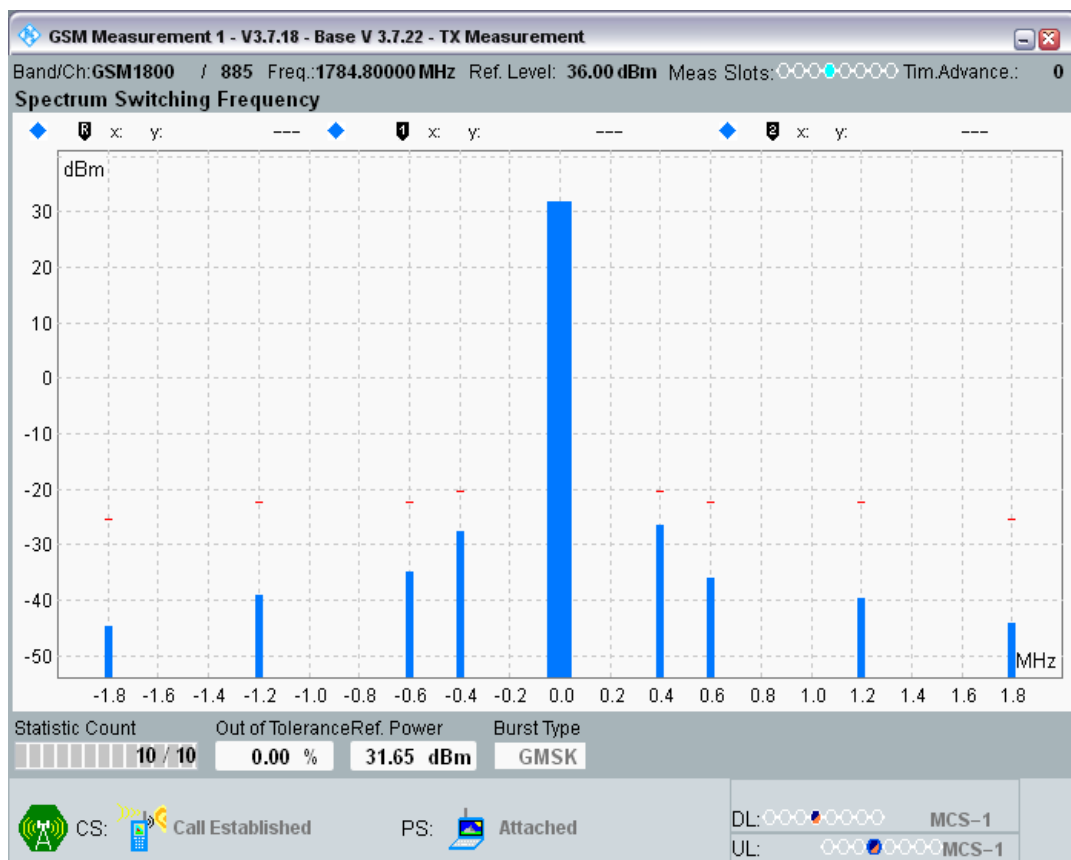 GSM Measurement 1 - V3.7.18 - Base V 3.7.22 - TX Measurement
Band/Ch:GSM1800 / 885 Freq.:1784.80000 MHz Ref. Level: 36.00 dBm Meas Slots: Tim.Advance.: 0
Spectrum Switching Frequency
R x: y: --- 1 x: y: --- 2 x: y: ---
dBm
30
20
10
0
-10
-20
-30
-40
-50
MHz
-1.8 -1.6 -1.4 -1.2 -1.0 -0.8 -0.6 -0.4 -0.2 0.0 0.2 0.4 0.6 0.8 1.0 1.2 1.4 1.6 1.8
Statistic Count Out of Tolerance Ref. Power Burst Type
10 / 10 0.00 % 31.65 dBm GMSK
CS: Call Established PS: Attached DL: MCS-1
UL: MCS-1